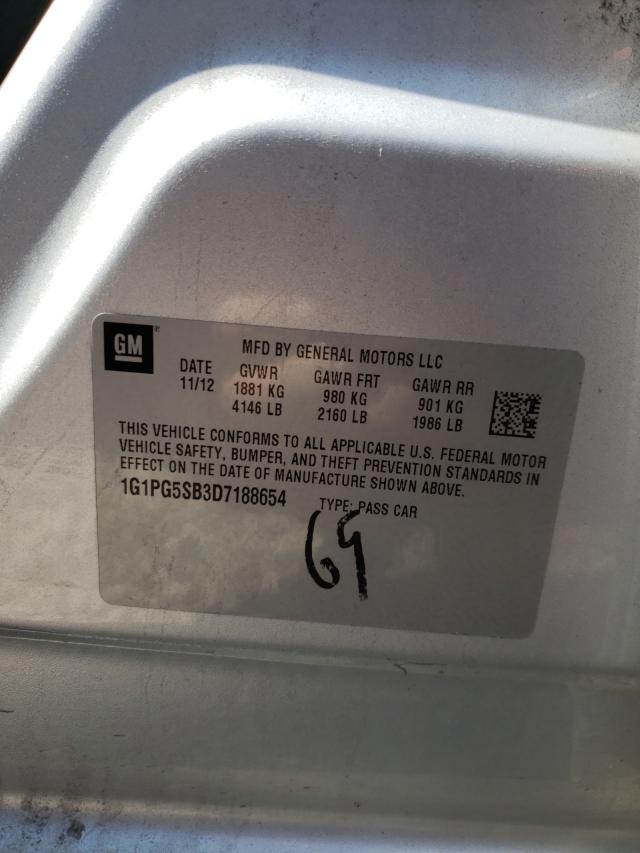 GM
MFD BY GENERAL MOTORS LLC
DATE GVWR GAWR FRT GAWR RR
11/12 1881 KG 980 KG 901 KG
4146 LB 2160 LB 1986 LB
THIS VEHICLE CONFORMS TO ALL APPLICABLE U.S. FEDERAL MOTOR
VEHICLE SAFETY, BUMPER, AND THEFT PREVENTION STANDARDS IN
EFFECT ON THE DATE OF MANUFACTURE SHOWN ABOVE.
1G1PG5SB3D7188654 TYPE: PASS CAR
69